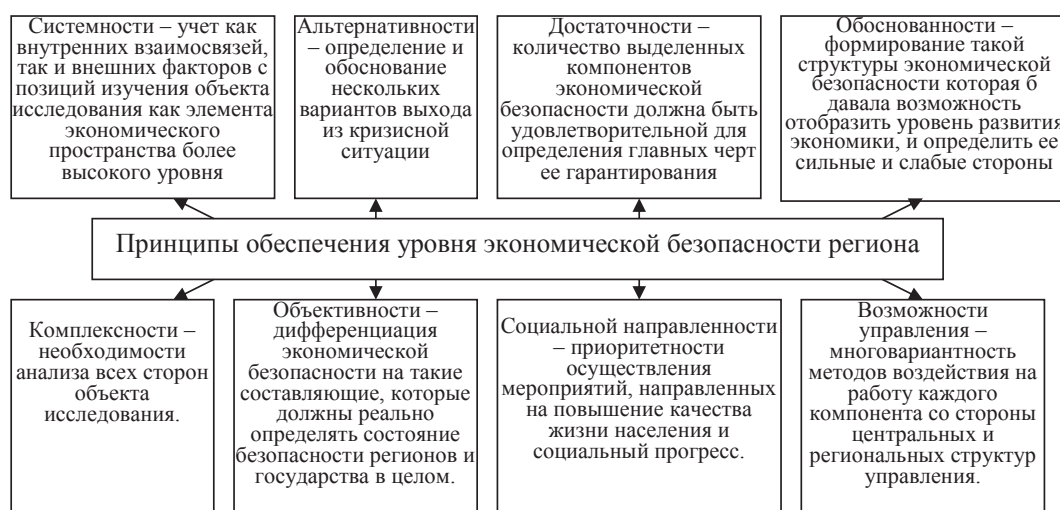 Системности – учет как
внутренних взаимосвязей,
так и внешних факторов с
позиций изучения объекта
исследования как элемента
экономического
пространства более
высокого уровня
Альтернативности
– определение и
обоснование
нескольких
вариантов выхода
из кризисной
ситуации
Достаточности –
количество выделенных
компонентов
экономической
безопасности должна быть
удовлетворительной для
определения главных черт
ее гарантирования
Обоснованности –
формирование такой
структуры экономической
безопасности которая б
давала возможность
отобразить уровень развития
экономики, и определить ее
сильные и слабые стороны
Принципы обеспечения уровня экономической безопасности региона
Комплексности –
необходимости
анализа всех сторон
объекта
исследования.
Объективности –
дифференциация
экономической
безопасности на такие
составляющие, которые
должны реально
определять состояние
безопасности регионов и
государства в целом.
Социальной направленности
– приоритетности
осуществления
мероприятий, направленных
на повышение качества
жизни населения и
социальный прогресс.
Возможности
управления –
многовариантность
методов воздействия на
работу каждого
компонента со стороны
центральных и
региональных структур
управления.